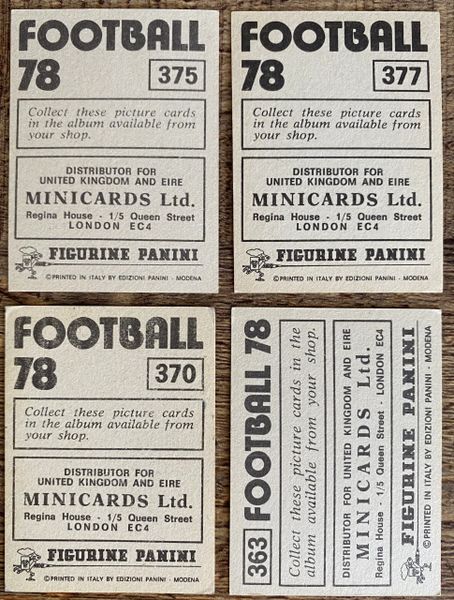 FOOTBALL
78 375
Collect these picture cards
in the album available from
your shop.
DISTRIBUTOR FOR
UNITED KINGDOM AND EIRE
MINICARDS Ltd.
Regina House - 1/5 Queen Street
LONDON EC4
FIGURINE PANINI
©PRINTED IN ITALY BY EDIZIONI PANINI - MODENA
FOOTBALL
78 377
Collect these picture cards
in the album available from
your shop.
DISTRIBUTOR FOR
UNITED KINGDOM AND EIRE
MINICARDS Ltd.
Regina House - 1/5 Queen Street
LONDON EC4
FIGURINE PANINI
©PRINTED IN ITALY BY EDIZIONI PANINI - MODENA
FOOTBALL
78 370
Collect these picture cards
in the album available from
your shop.
DISTRIBUTOR FOR
UNITED KINGDOM AND EIRE
MINICARDS Ltd.
Regina House - 1/5 Queen Street
LONDON EC4
FIGURINE PANINI
©PRINTED IN ITALY BY EDIZIONI PANINI - MODENA
363 FOOTBALL 78
Collect these picture cards in the
album available from your shop.
DISTRIBUTOR FOR UNITED KINGDOM AND EIRE
MINICARDS Ltd.
Regina House - 1/5 Queen Street - LONDON EC4
FIGURINE PANINI
©PRINTED IN ITALY BY EDIZIONI PANINI - MODENA